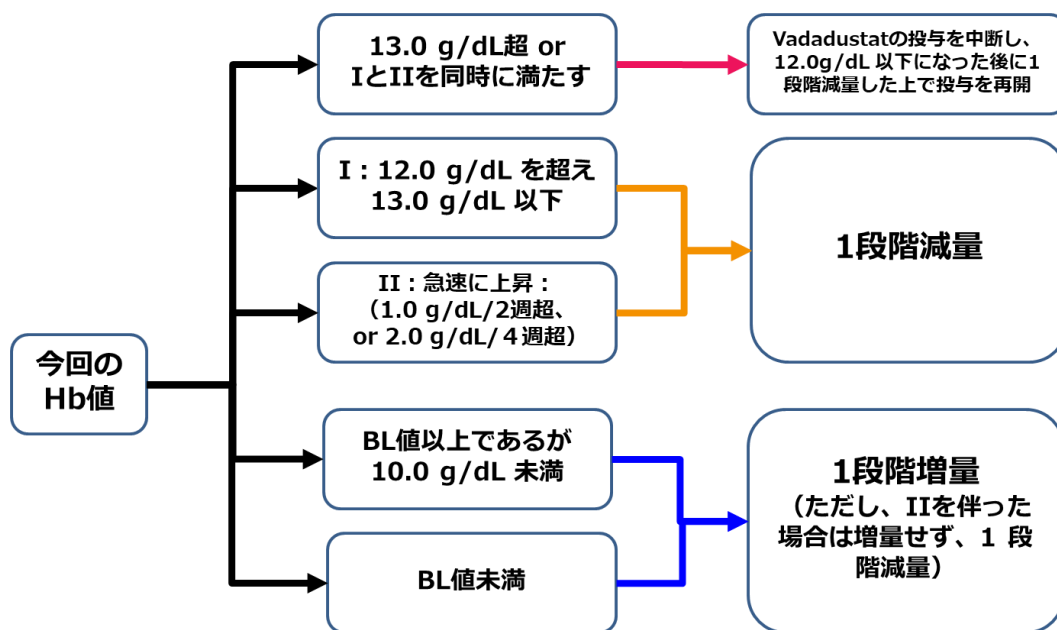 13.0 g/dL超 or
IとIIを同時に満たす
Vadadustatの投与を中断し、
12.0g/dL 以下になった後に1
段階減量した上で投与を再開
I：12.0 g/dL を超え
13.0 g/dL 以下
1段階減量
II：急速に上昇：
（1.0 g/dL/2週超、
or 2.0 g/dL/４週超）
今回の
Hb値
BL値以上であるが
10.0 g/dL 未満
1段階増量
（ただし、IIを伴った
場合は増量せず、1 段
階減量）
BL値未満